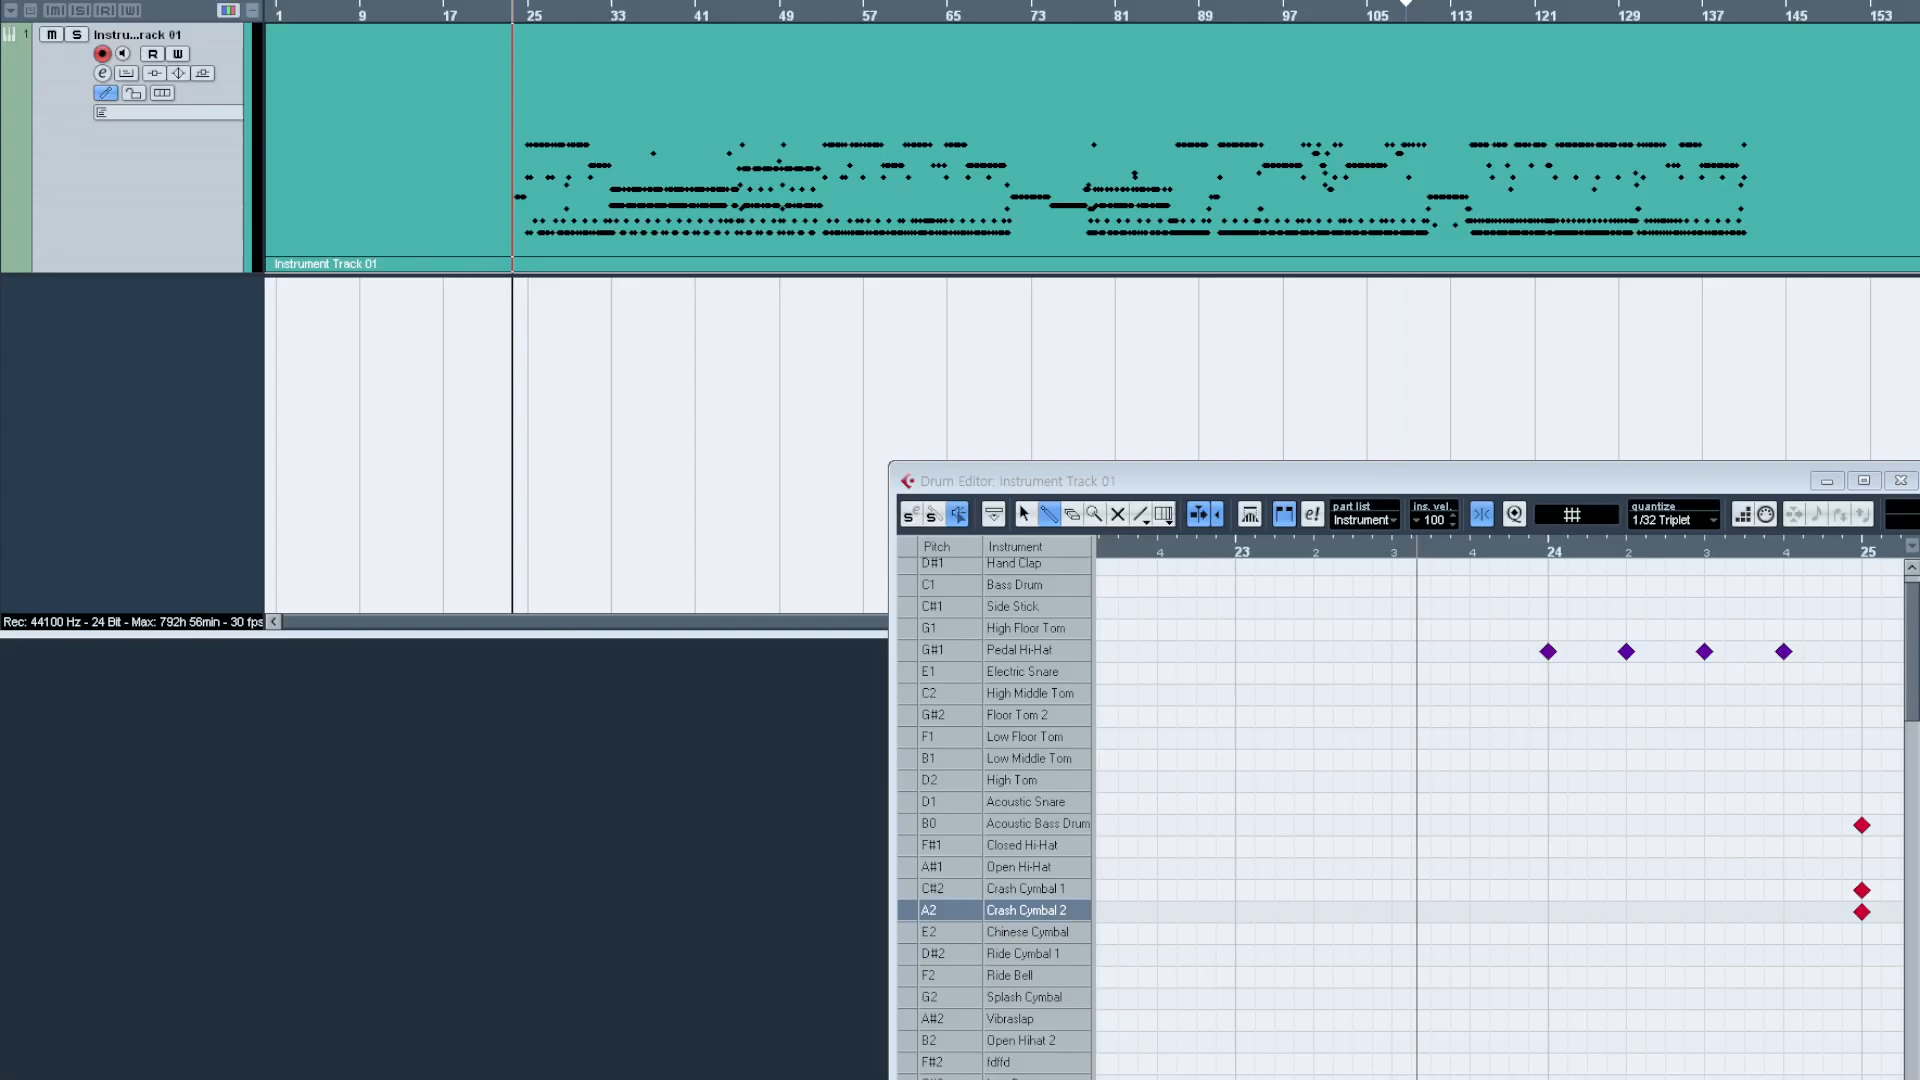 1 9 17 25 33 41 49 57 65 73 81 89 97 105 113 121 129 137 145 153
1 M S Instru...rack 01
R W
e
Instrument Track 01
Rec: 44100 Hz - 24 Bit - Max: 792h 56min - 30 fps
Drum Editor: Instrument Track 01
part list
Instrument
ins. vel.
100
quantize
1/32 Triplet
Pitch Instrument
4 23 2 3 4 24 2 3 4 25
D#1 Hand Clap
C1 Bass Drum
C#1 Side Stick
G1 High Floor Tom
G#1 Pedal Hi-Hat
E1 Electric Snare
C2 High Middle Tom
G#2 Floor Tom 2
F1 Low Floor Tom
B1 Low Middle Tom
D2 High Tom
D1 Acoustic Snare
B0 Acoustic Bass Drum
F#1 Closed Hi-Hat
A#1 Open Hi-Hat
C#2 Crash Cymbal 1
A2 Crash Cymbal 2
E2 Chinese Cymbal
D#2 Ride Cymbal 1
F2 Ride Bell
G2 Splash Cymbal
A#2 Vibraslap
B2 Open Hihat 2
F#2 fdffd